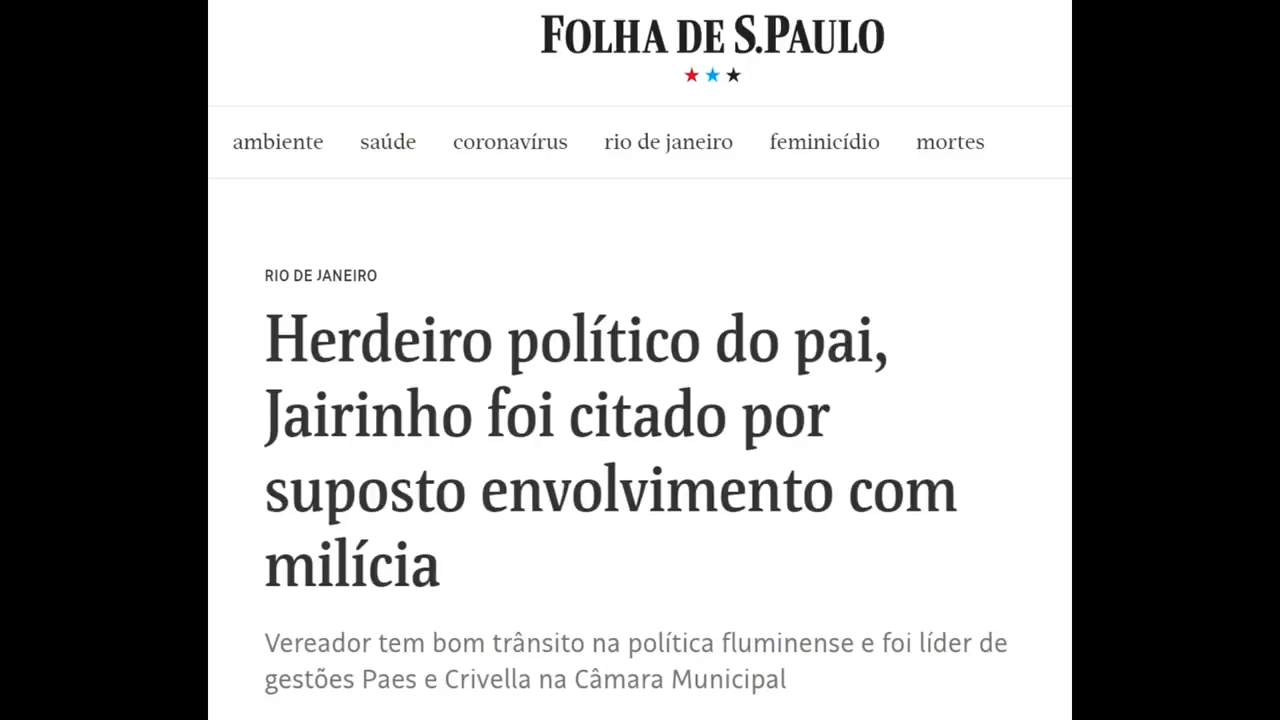 FOLHA DE S.PAULO
ambiente saúde coronavírus rio de janeiro feminicídio mortes
RIO DE JANEIRO
Herdeiro político do pai,
Jairinho foi citado por
suposto envolvimento com
milícia
Vereador tem bom trânsito na política fluminense e foi líder de
gestões Paes e Crivella na Câmara Municipal